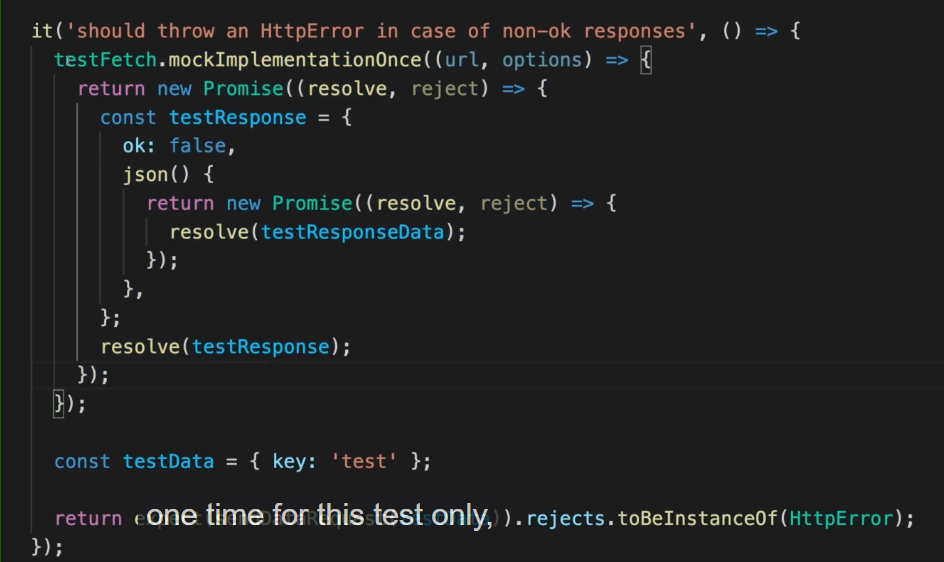 it('should throw an HttpError in case of non-ok responses', () => {
testFetch.mockImplementationOnce((url, options) => {
return new Promise((resolve, reject) => {
const testResponse = {
ok: false,
json() {
return new Promise((resolve, reject) => {
resolve(testResponseData);
});
},
};
resolve(testResponse);
});
});
const testData = { key: 'test' };
return )).rejects.toBeInstanceOf(HttpError);
one time for this test only,
});